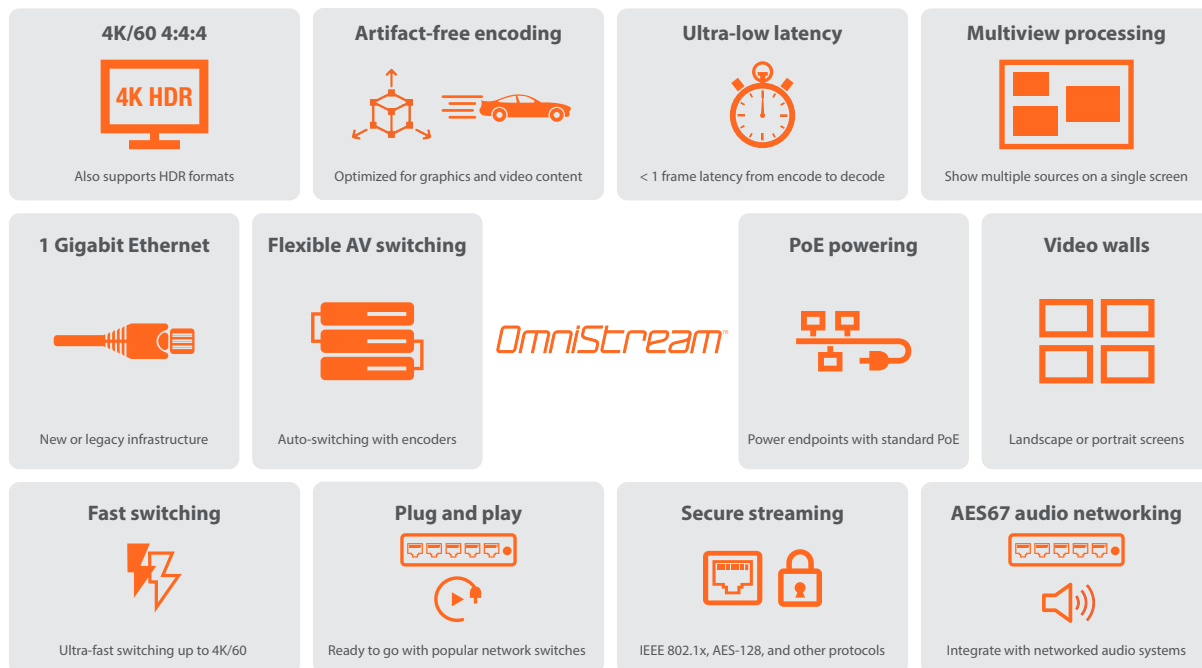 4K/60 4:4:4
4K HDR
Also supports HDR formats
Artifact-free encoding
Optimized for graphics and video content
Ultra-low latency
< 1 frame latency from encode to decode
Multiview processing
Show multiple sources on a single screen
1 Gigabit Ethernet
New or legacy infrastructure
Flexible AV switching
Auto-switching with encoders
OmniStream™
PoE powering
Power endpoints with standard PoE
Video walls
Landscape or portrait screens
Fast switching
Ultra-fast switching up to 4K/60
Plug and play
Ready to go with popular network switches
Secure streaming
IEEE 802.1x, AES-128, and other protocols
AES67 audio networking
Integrate with networked audio systems